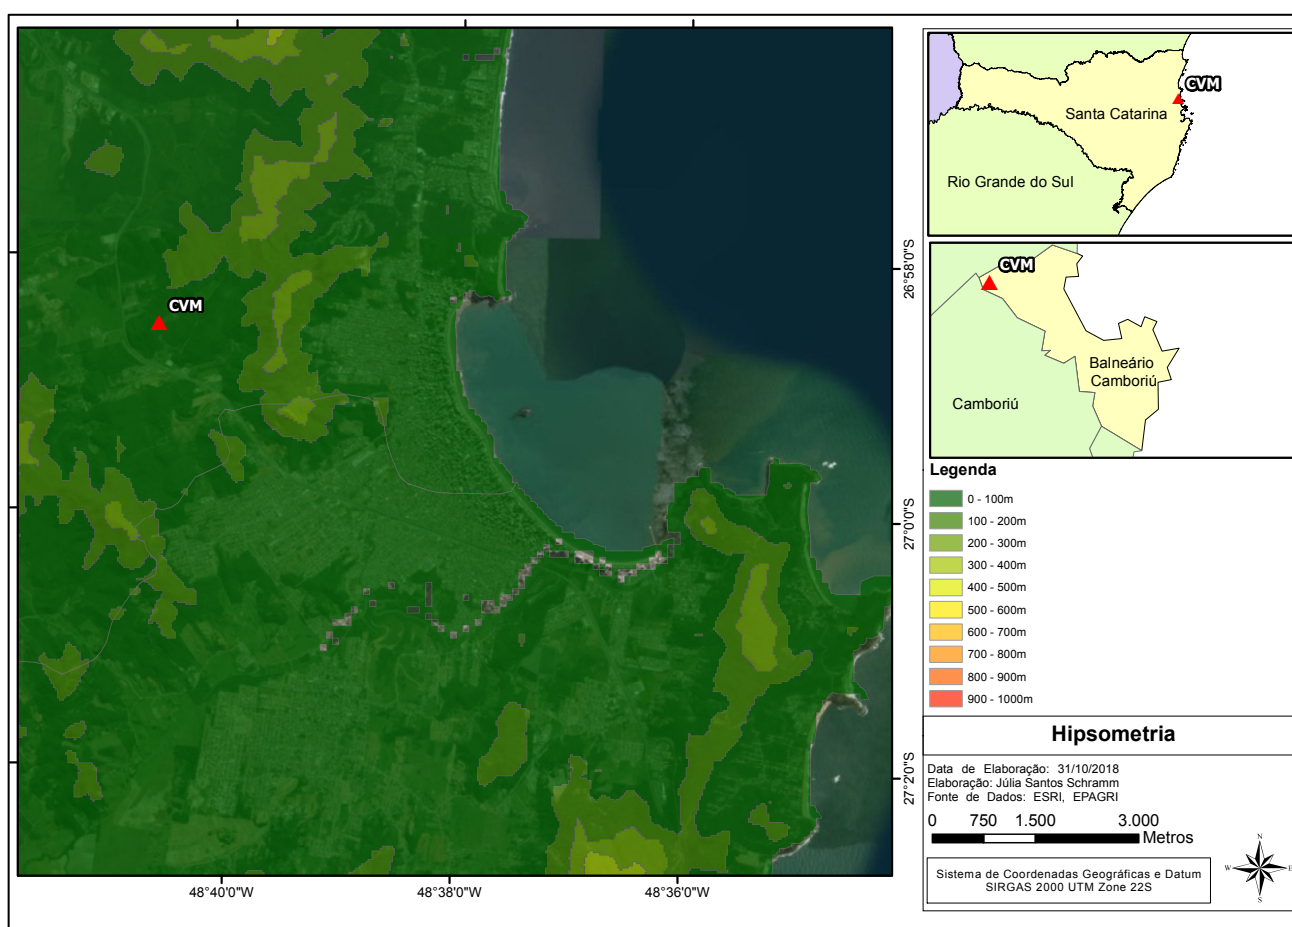 CVM
48°40'0"W
48°38'0"W
48°36'0"W
26°58'0"S
27°0'0"S
27°2'0"S
CVM
Santa Catarina
Rio Grande do Sul
CVM
Balneário
Camboriú
Camboriú
Legenda
0 - 100m
100 - 200m
200 - 300m
300 - 400m
400 - 500m
500 - 600m
600 - 700m
700 - 800m
800 - 900m
900 - 1000m
Hipsometria
Data de Elaboração: 31/10/2018
Elaboração: Júlia Santos Schramm
Fonte de Dados: ESRI, EPAGRI
0 750 1.500 3.000
Metros
N
W E
S
Sistema de Coordenadas Geográficas e Datum
SIRGAS 2000 UTM Zone 22S